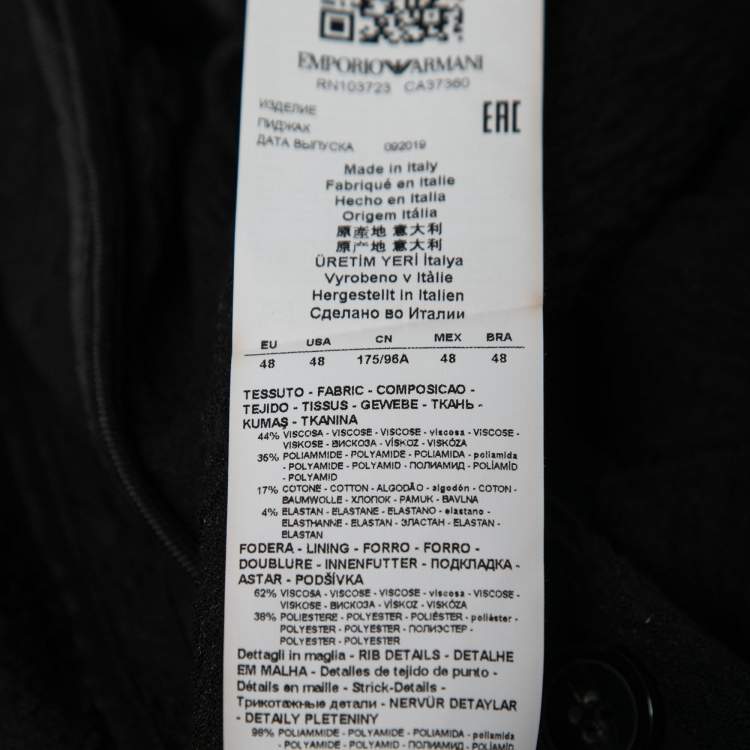 EMPORIO ARMANI
RN103723 CA37360
ИЗДЕЛИЕ
ПИДЖАК
ДАТА ВЫПУСКА 092019
EAC
Made in Italy
Fabriqué en Italie
Hecho en Italia
Origem Itália
原産地 意大利
原产地 意大利
ÜRETİM YERİ İtalya
Vyrobeno v Itàlie
Hergestellt in Italien
Сделано во Италии
EU USA CN MEX BRA
48 48 175/96A 48 48
TESSUTO - FABRIC - COMPOSICAO -
TEJIDO - TISSUS - GEWEBE - ТКАНЬ -
KUMAŞ - TKANINA
44% VISCOSA - VISCOSE - VISCOSE - viscosa - VISCOSE -
VISKOSE - ВИСКОЗА - VİSKOZ - VISKÓZA
36% POLIAMMIDE - POLYAMIDE - POLIAMIDA - poliamida
- POLYAMIDE - POLYAMID - ПОЛИАМИД - POLİAMİD
- POLYAMID
17% COTONE - COTTON - ALGODÃO - algodón - COTON -
BAUMWOLLE - ХЛОПОК - PAMUK - BAVLNA
4% ELASTAN - ELASTANE - ELASTANO - elastano -
ELASTHANNE - ELASTAN - ЭЛАСТАН - ELASTAN -
ELASTAN
FODERA - LINING - FORRO - FORRO -
DOUBLURE - INNENFUTTER - ПОДКЛАДКА -
ASTAR - PODŠÍVKA
62% VISCOSA - VISCOSE - VISCOSE - viscosa - VISCOSE -
VISKOSE - ВИСКОЗА - VİSKOZ - VISKÓZA
38% POLIESTERE - POLYESTER - POLIÉSTER - poliéster -
POLYESTER - POLYESTER - ПОЛИЭСТЕР -
POLYESTER - POLYESTER
Dettagli in maglia - RIB DETAILS - DETALHE
EM MALHA - Detalles de tejido de punto -
Détails en maille - Strick-Details -
Трикотажные детали - NERVÜR DETAYLAR
- DETAILY PLETENINY
98% POLIAMMIDE - POLYAMIDE - POLIAMIDA - poliamida
- POLYAMIDE - POLYAMID - ПОЛИАМИД - POLİAMİD